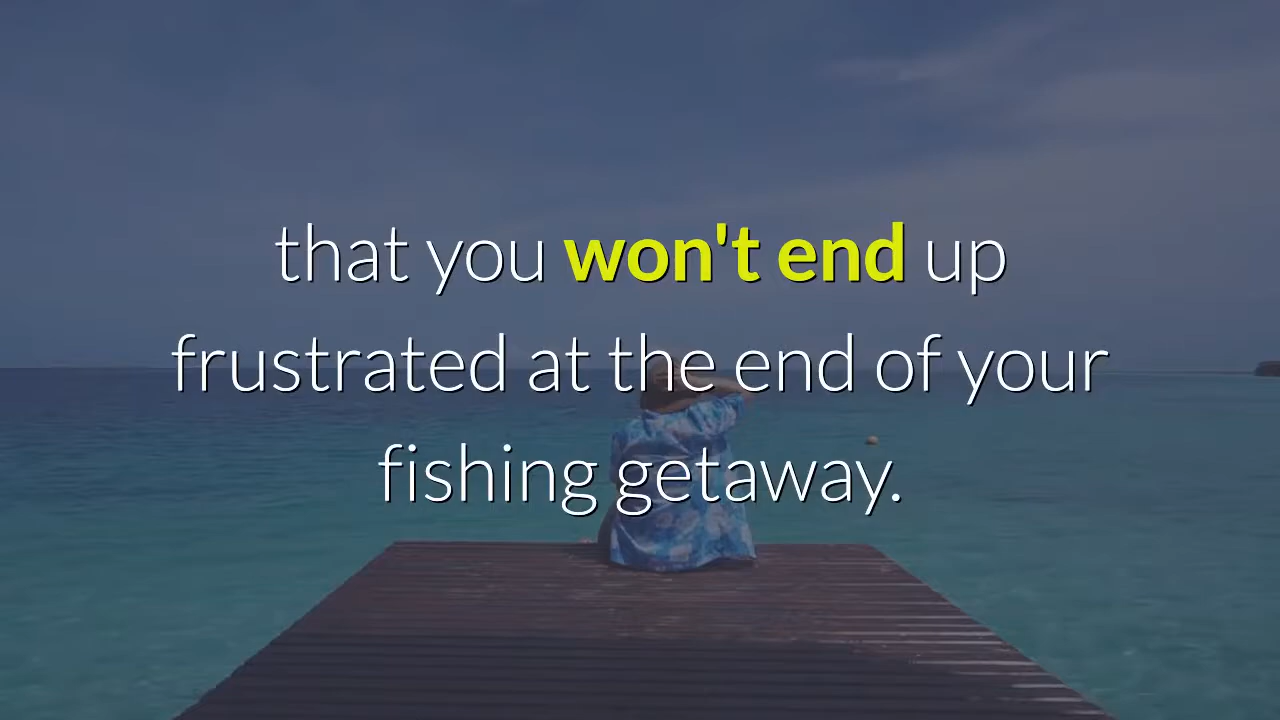 that you won't end up
frustrated at the end of your
fishing getaway.